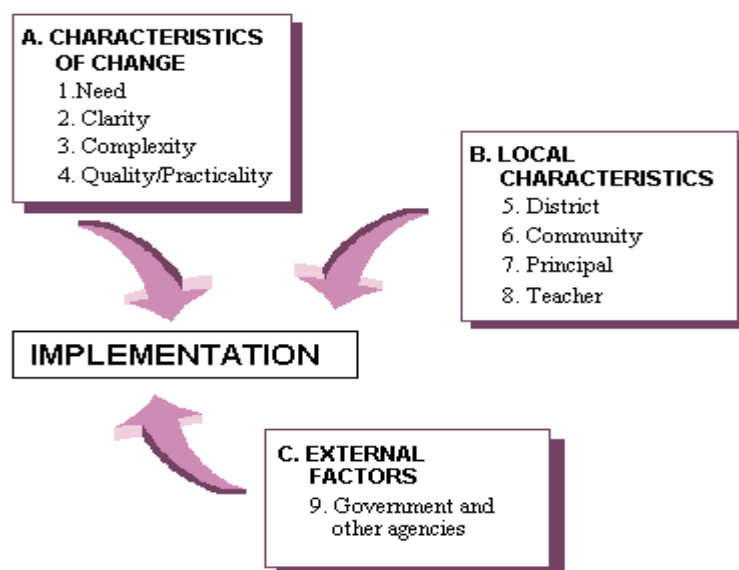 A. CHARACTERISTICS
OF CHANGE
1.Need
2. Clarity
3. Complexity
4. Quality/Practicality
B. LOCAL
CHARACTERISTICS
5. District
6. Community
7. Principal
8. Teacher
IMPLEMENTATION
C. EXTERNAL
FACTORS
9. Government and
other agencies